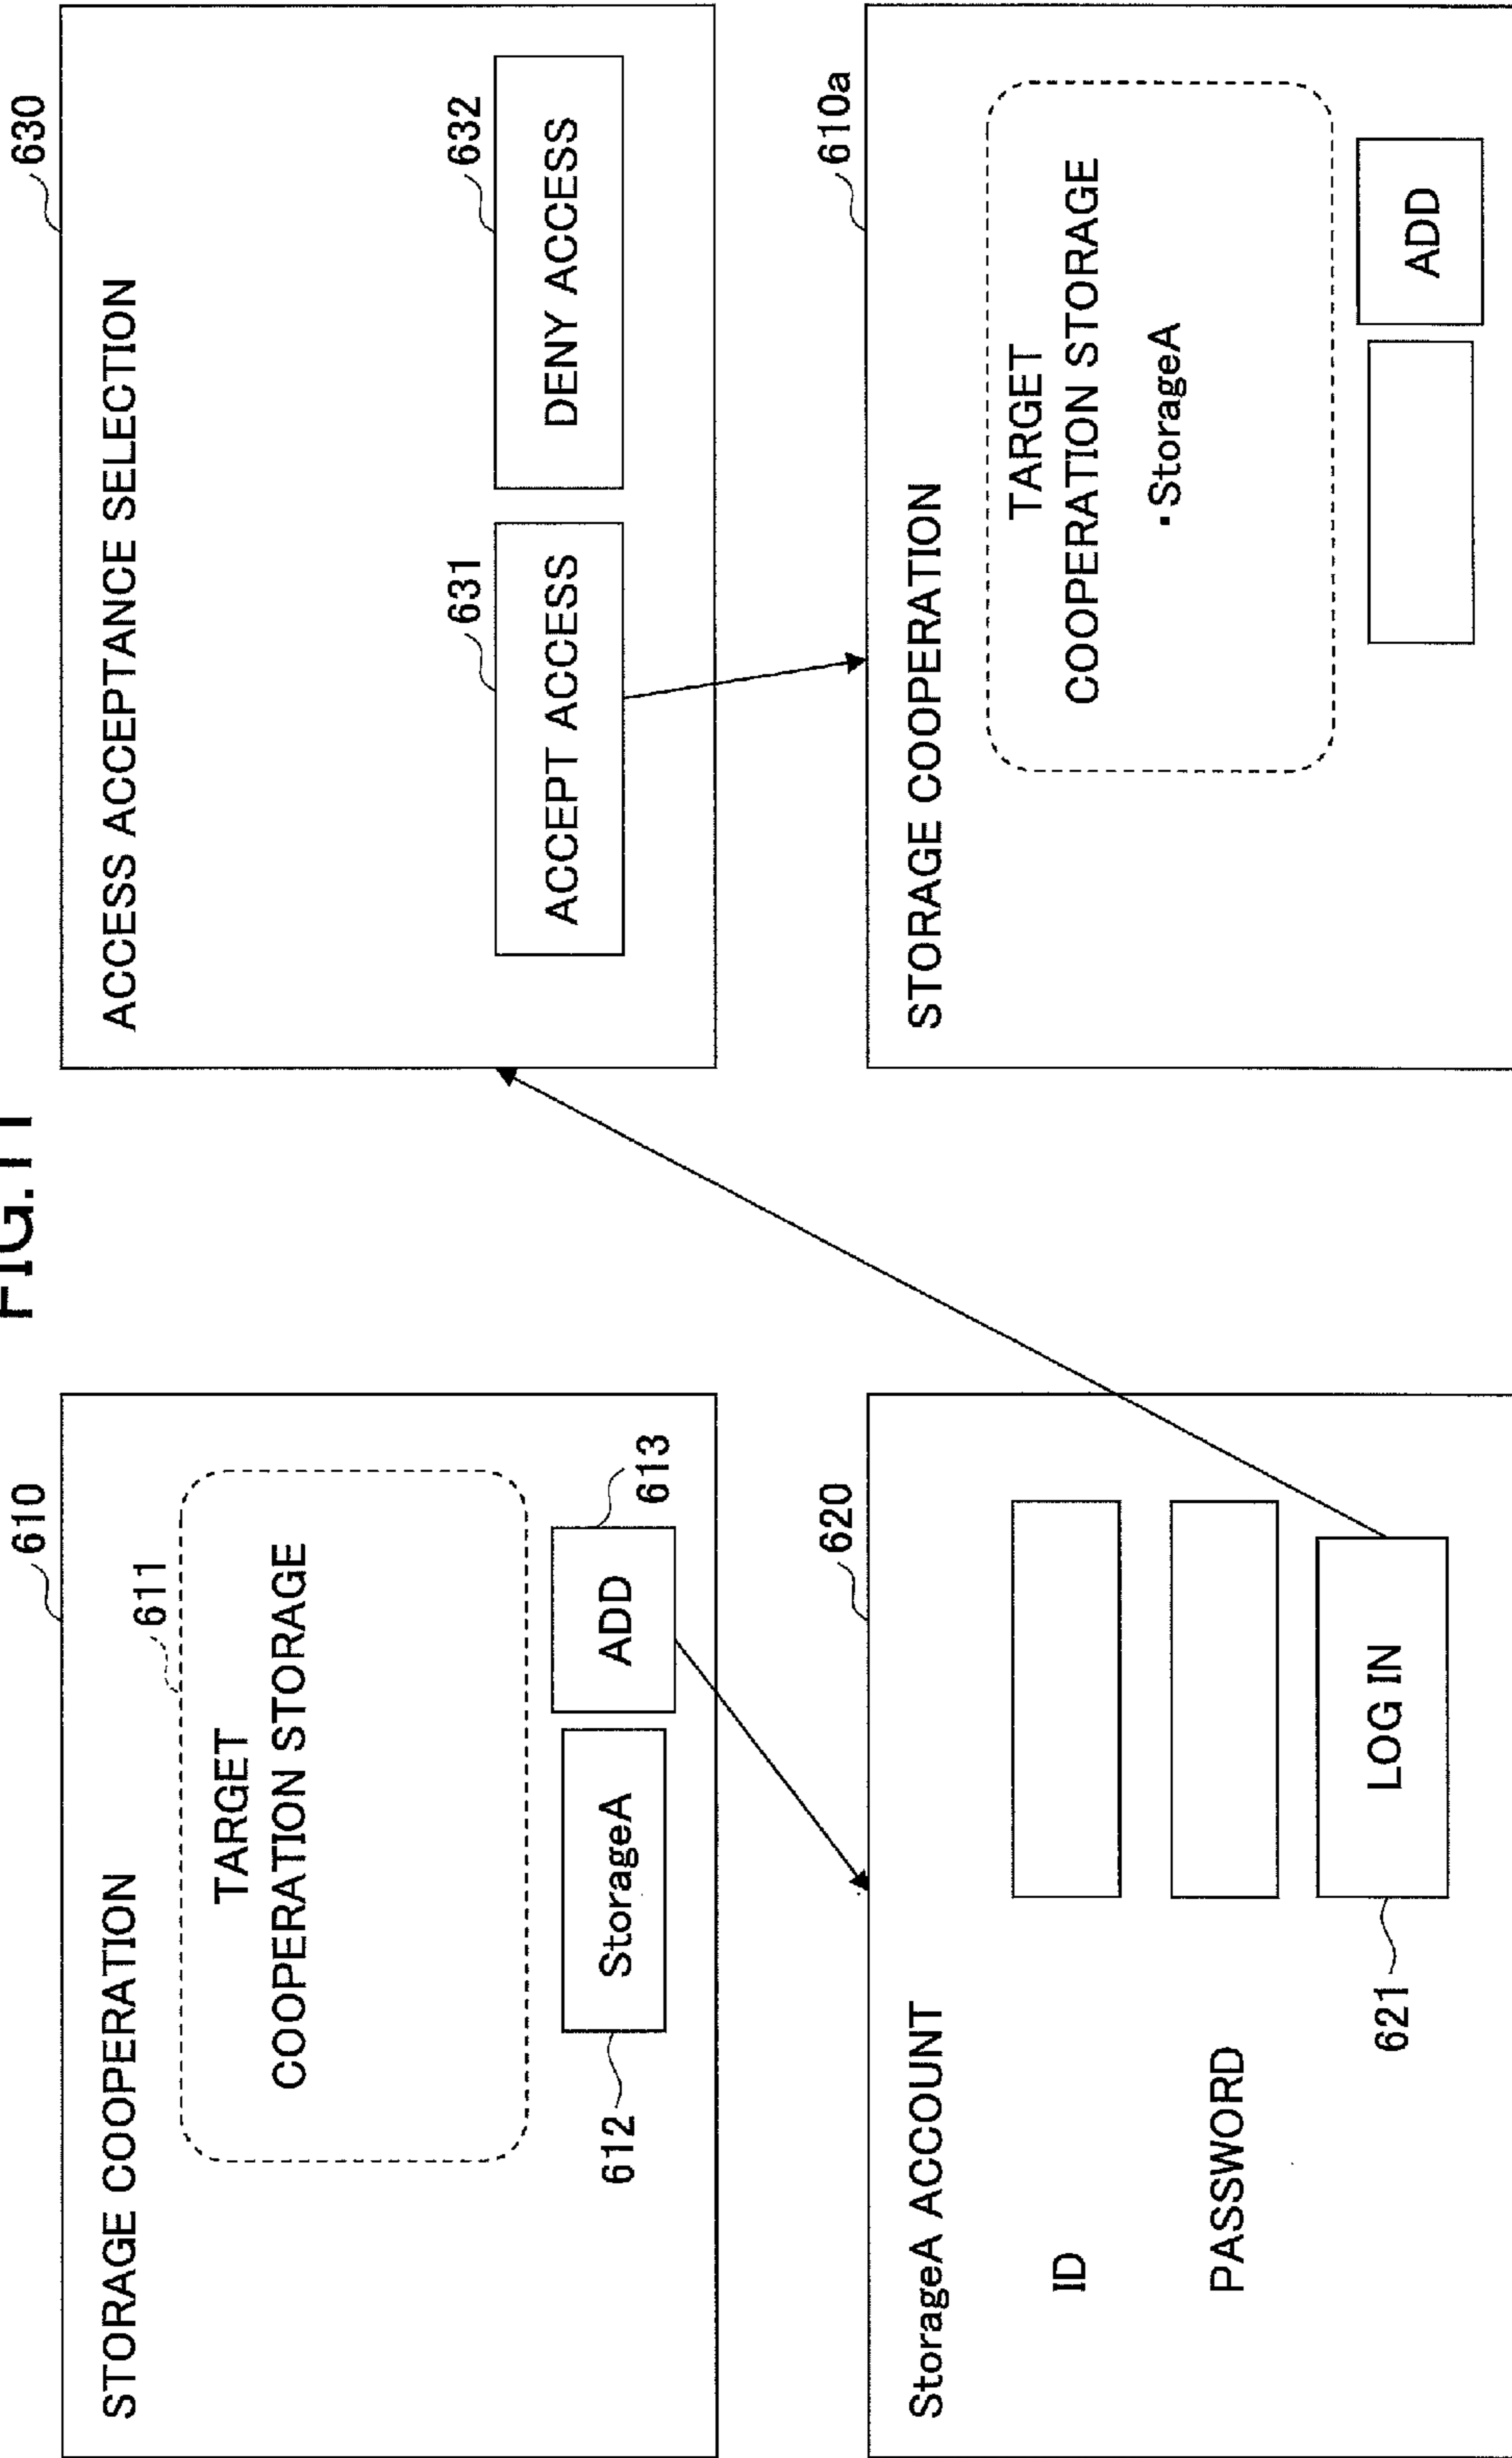 FIG. 11
610
STORAGE COOPERATION
611
TARGET
COOPERATION STORAGE
612
StorageA
ADD
613
620
StorageA ACCOUNT
ID
PASSWORD
621
LOG IN
630
ACCESS ACCEPTANCE SELECTION
631
632
ACCEPT ACCESS
DENY ACCESS
610a
STORAGE COOPERATION
TARGET
COOPERATION STORAGE
・StorageA
ADD